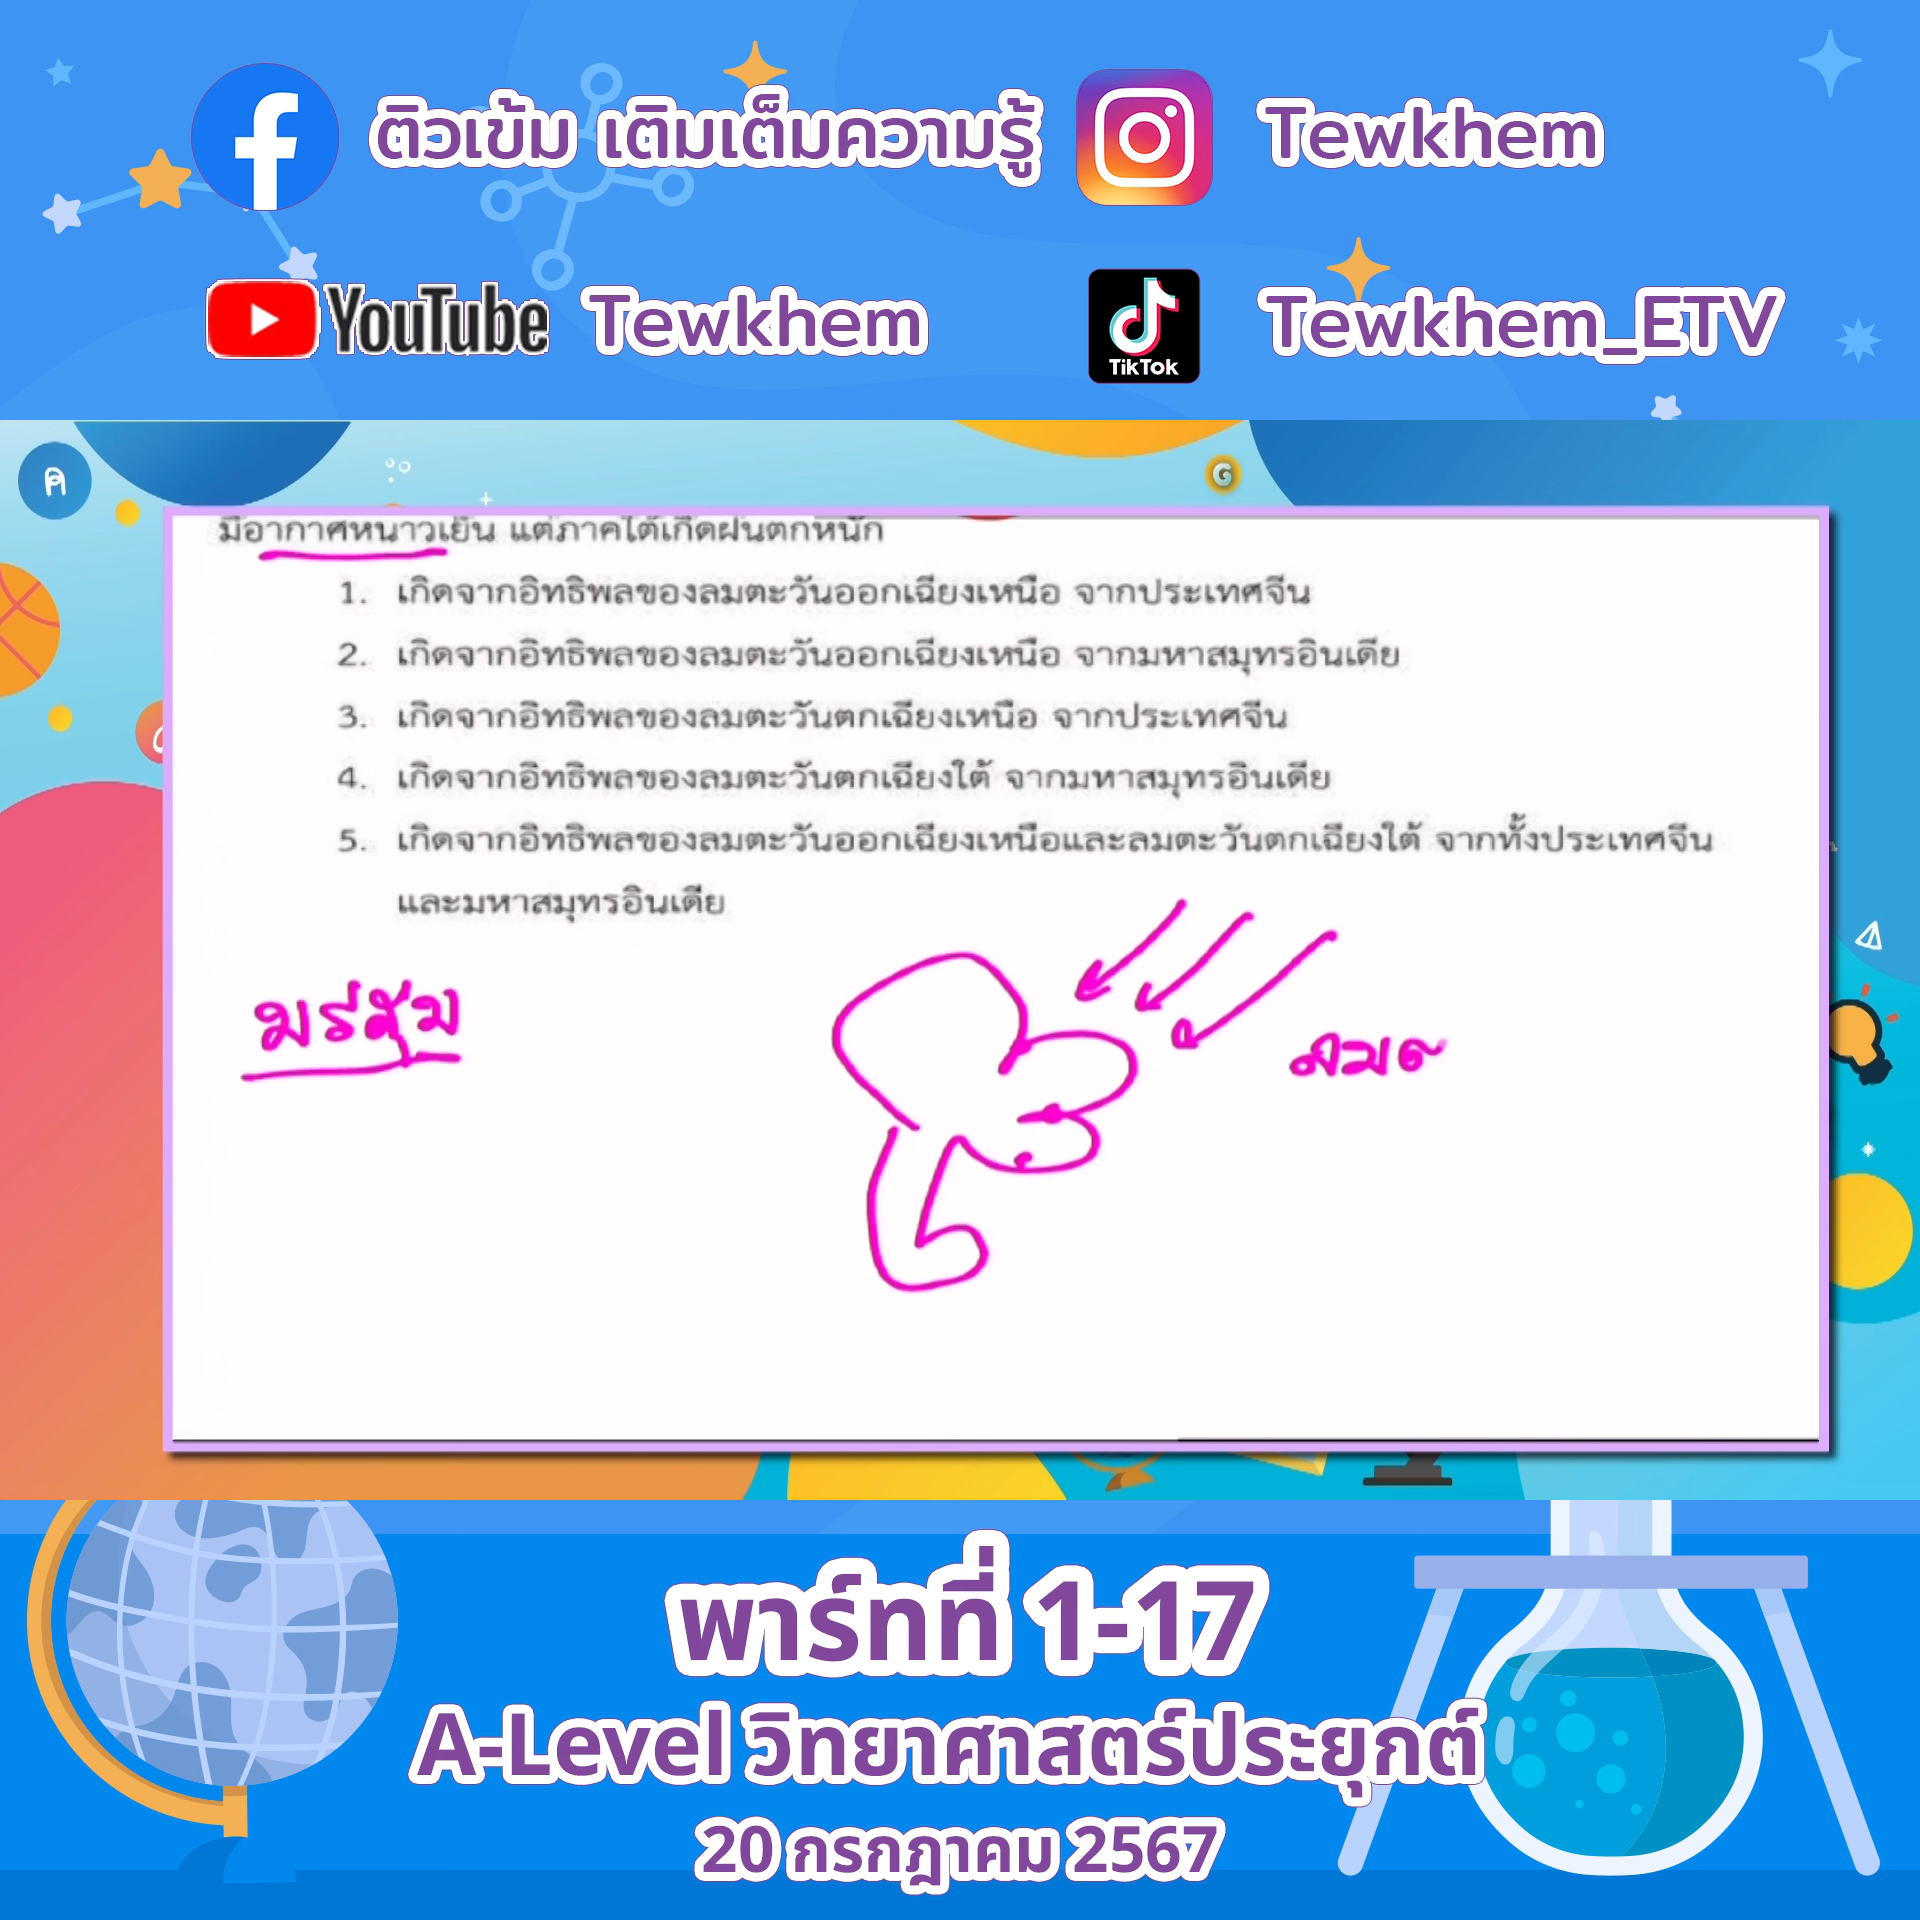 ติวเข้ม เติมเต็มความรู้
Tewkhem
YouTube Tewkhem
TikTok
Tewkhem_ETV
ค
G
มีอากาศหนาวเย็น แต่ภาคใต้เกิดฝนตกหนัก
1. เกิดจากอิทธิพลของลมตะวันออกเฉียงเหนือ จากประเทศจีน
2. เกิดจากอิทธิพลของลมตะวันออกเฉียงเหนือ จากมหาสมุทรอินเดีย
3. เกิดจากอิทธิพลของลมตะวันตกเฉียงเหนือ จากประเทศจีน
4. เกิดจากอิทธิพลของลมตะวันตกเฉียงใต้ จากมหาสมุทรอินเดีย
5. เกิดจากอิทธิพลของลมตะวันออกเฉียงเหนือและลมตะวันตกเฉียงใต้ จากทั้งประเทศจีน
และมหาสมุทรอินเดีย
มรสุม
พาร์ทที่ 1-17
A-Level วิทยาศาสตร์ประยุกต์
20 กรกฎาคม 2567